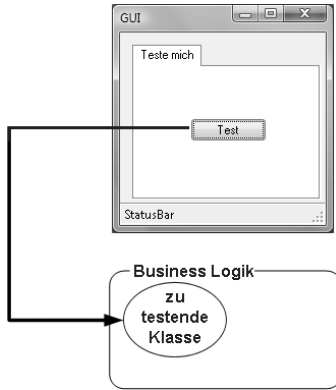 GUI
Teste mich
Test
StatusBar
Business Logik
zu
testende
Klasse